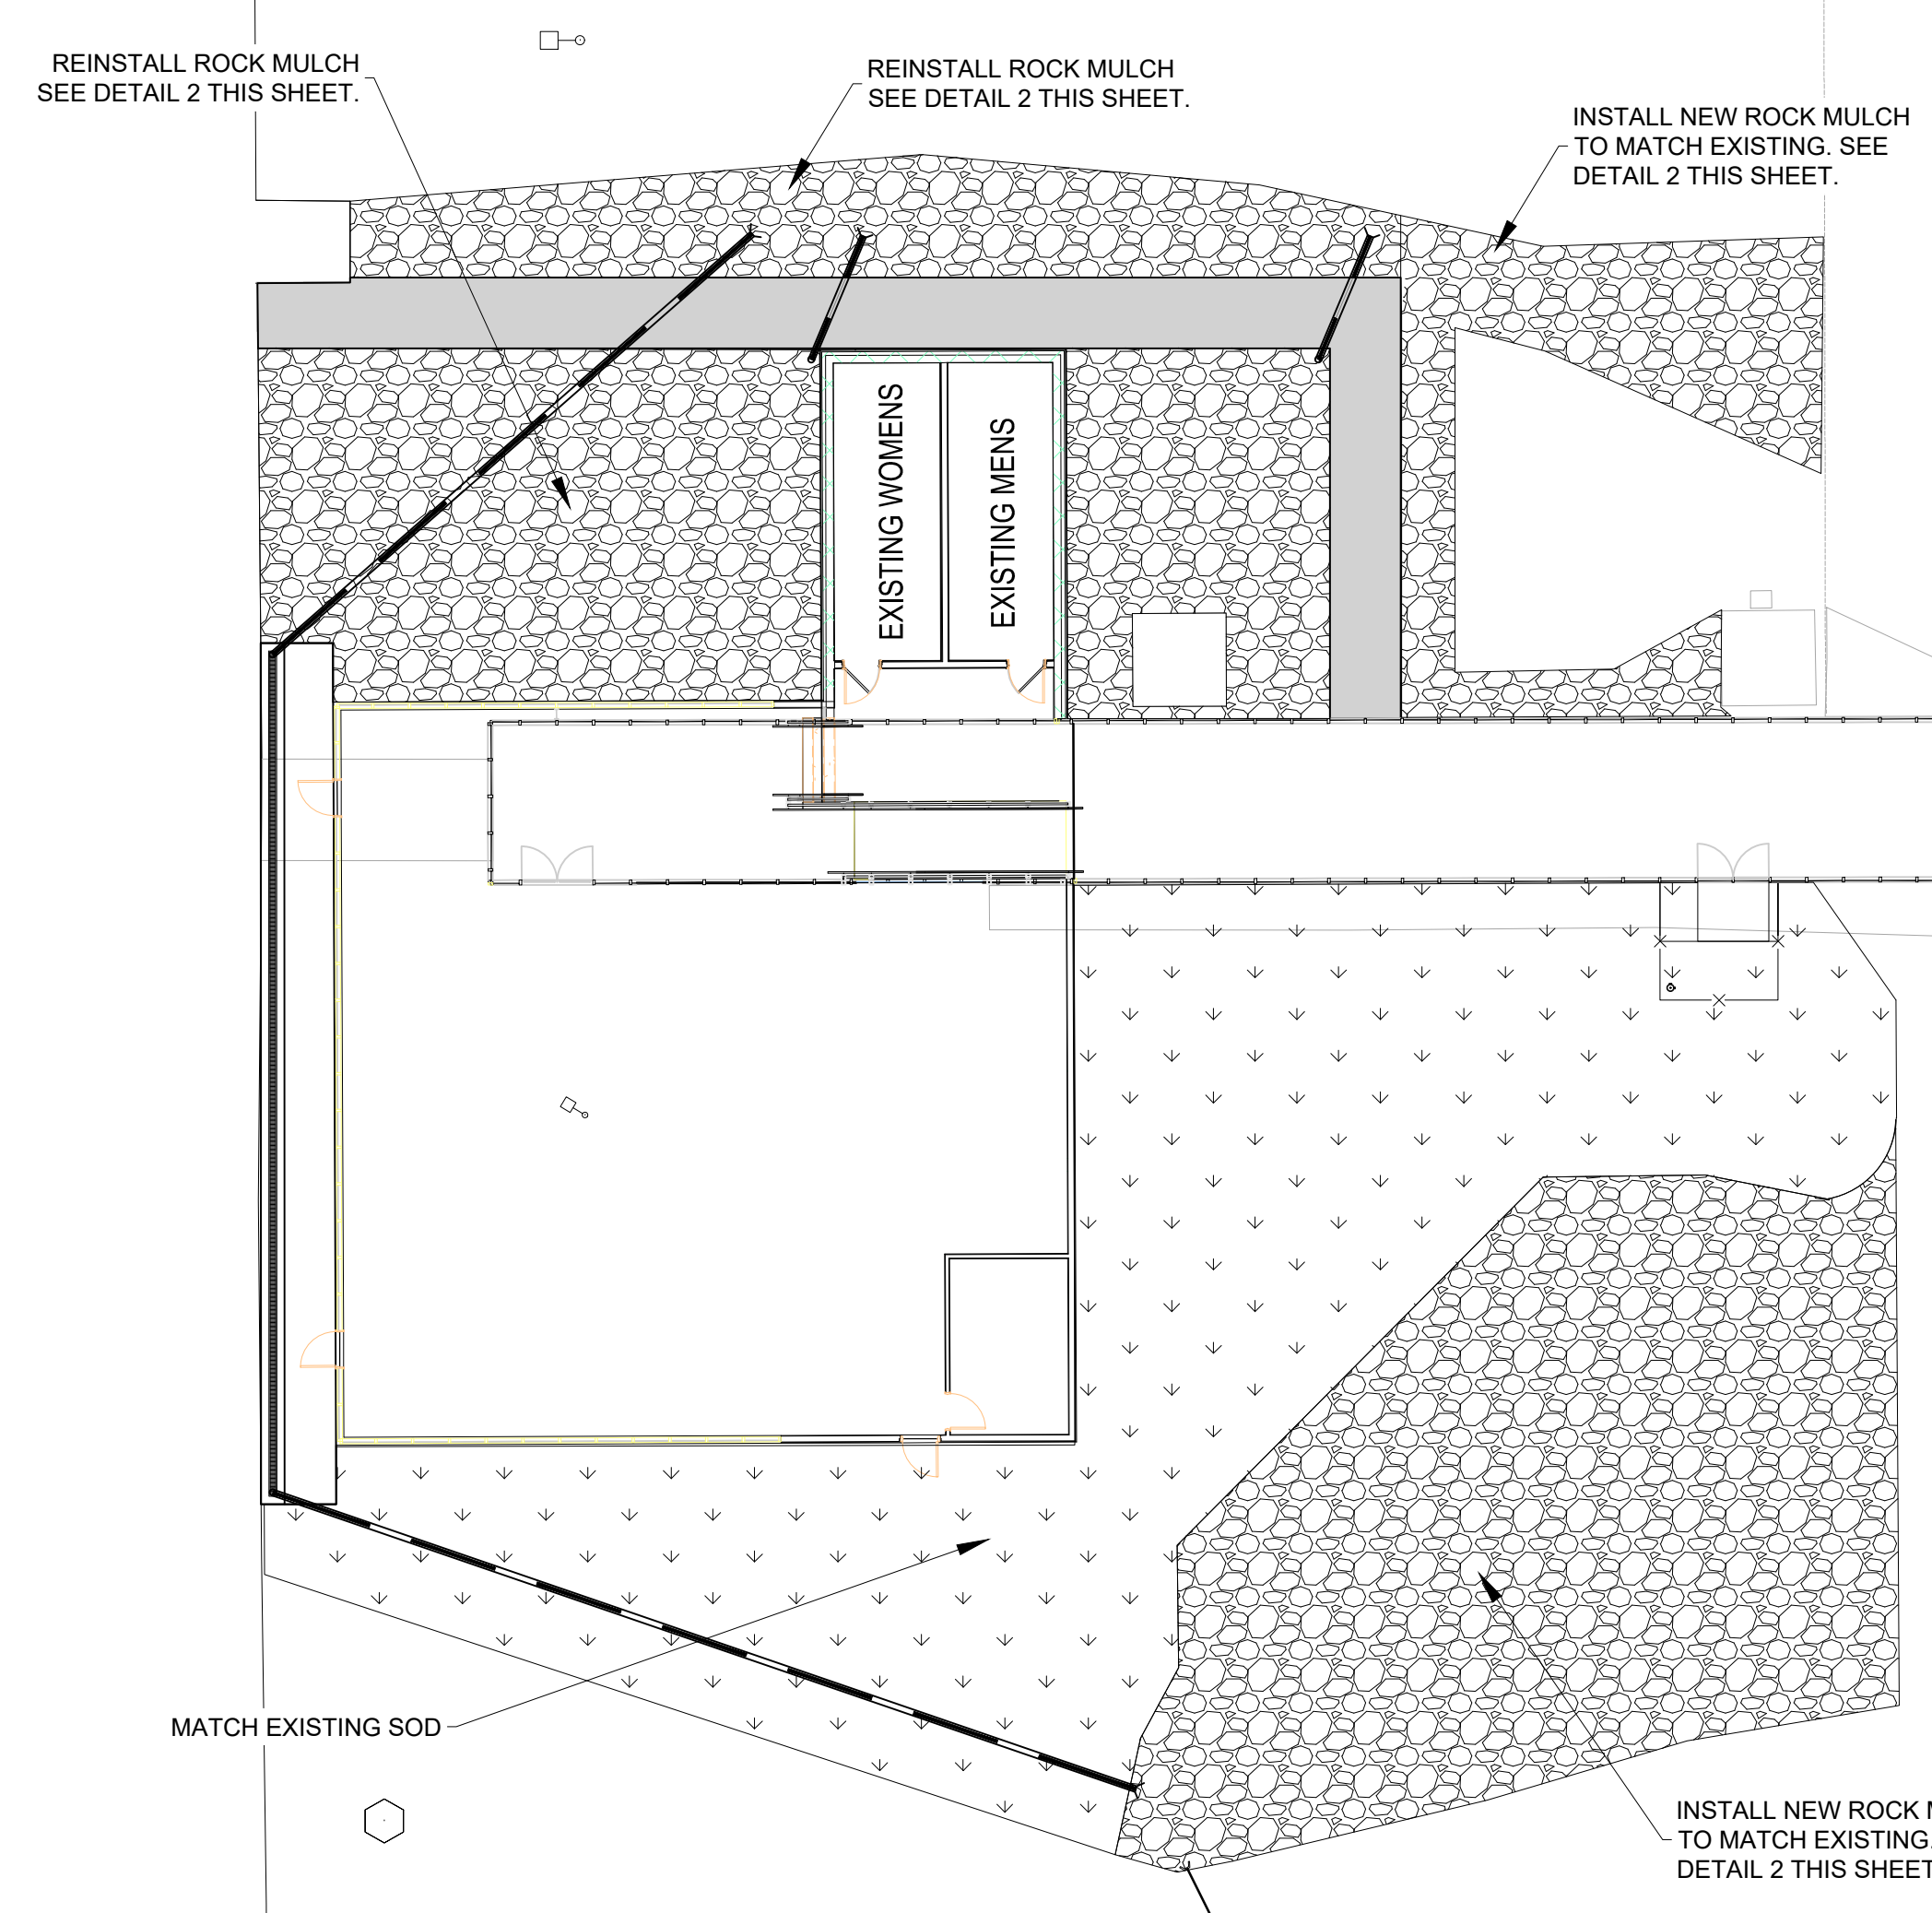 REINSTALL ROCK MULCH
SEE DETAIL 2 THIS SHEET.
REINSTALL ROCK MULCH
SEE DETAIL 2 THIS SHEET.
INSTALL NEW ROCK MULCH
TO MATCH EXISTING. SEE
DETAIL 2 THIS SHEET.
EXISTING WOMENS
EXISTING MENS
MATCH EXISTING SOD
INSTALL NEW ROCK
TO MATCH EXISTING.
DETAIL 2 THIS SHEET